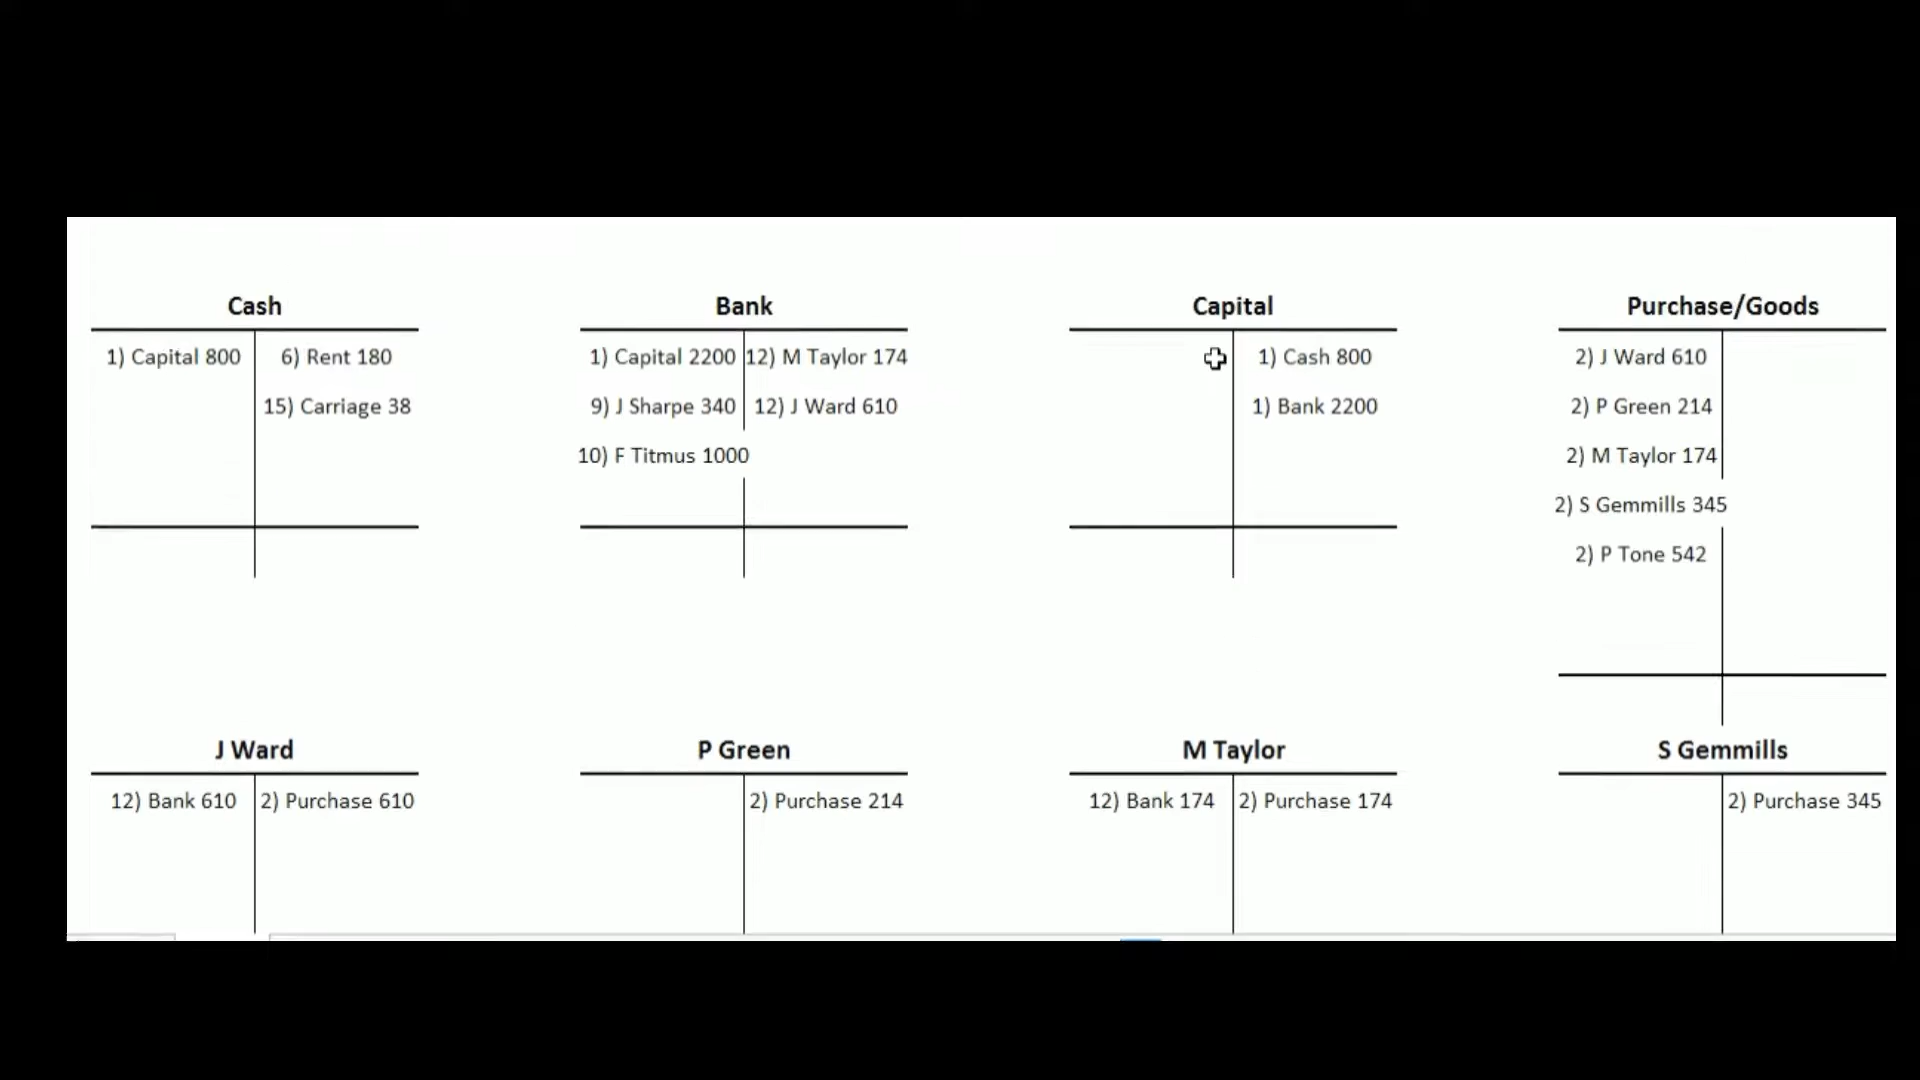 Cash
1) Capital 800
6) Rent 180
15) Carriage 38
Bank
1) Capital 2200
12) M Taylor 174
9) J Sharpe 340
12) J Ward 610
10) F Titmus 1000
Capital
1) Cash 800
1) Bank 2200
Purchase/Goods
2) J Ward 610
2) P Green 214
2) M Taylor 174
2) S Gemmills 345
2) P Tone 542
J Ward
12) Bank 610
2) Purchase 610
P Green
2) Purchase 214
M Taylor
12) Bank 174
2) Purchase 174
S Gemmills
2) Purchase 345